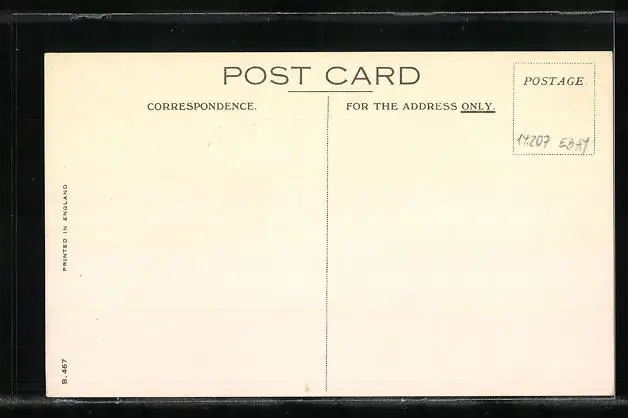 POST CARD
CORRESPONDENCE.
FOR THE ADDRESS ONLY.
POSTAGE
14207 EBAY
PRINTED IN ENGLAND
B. 467